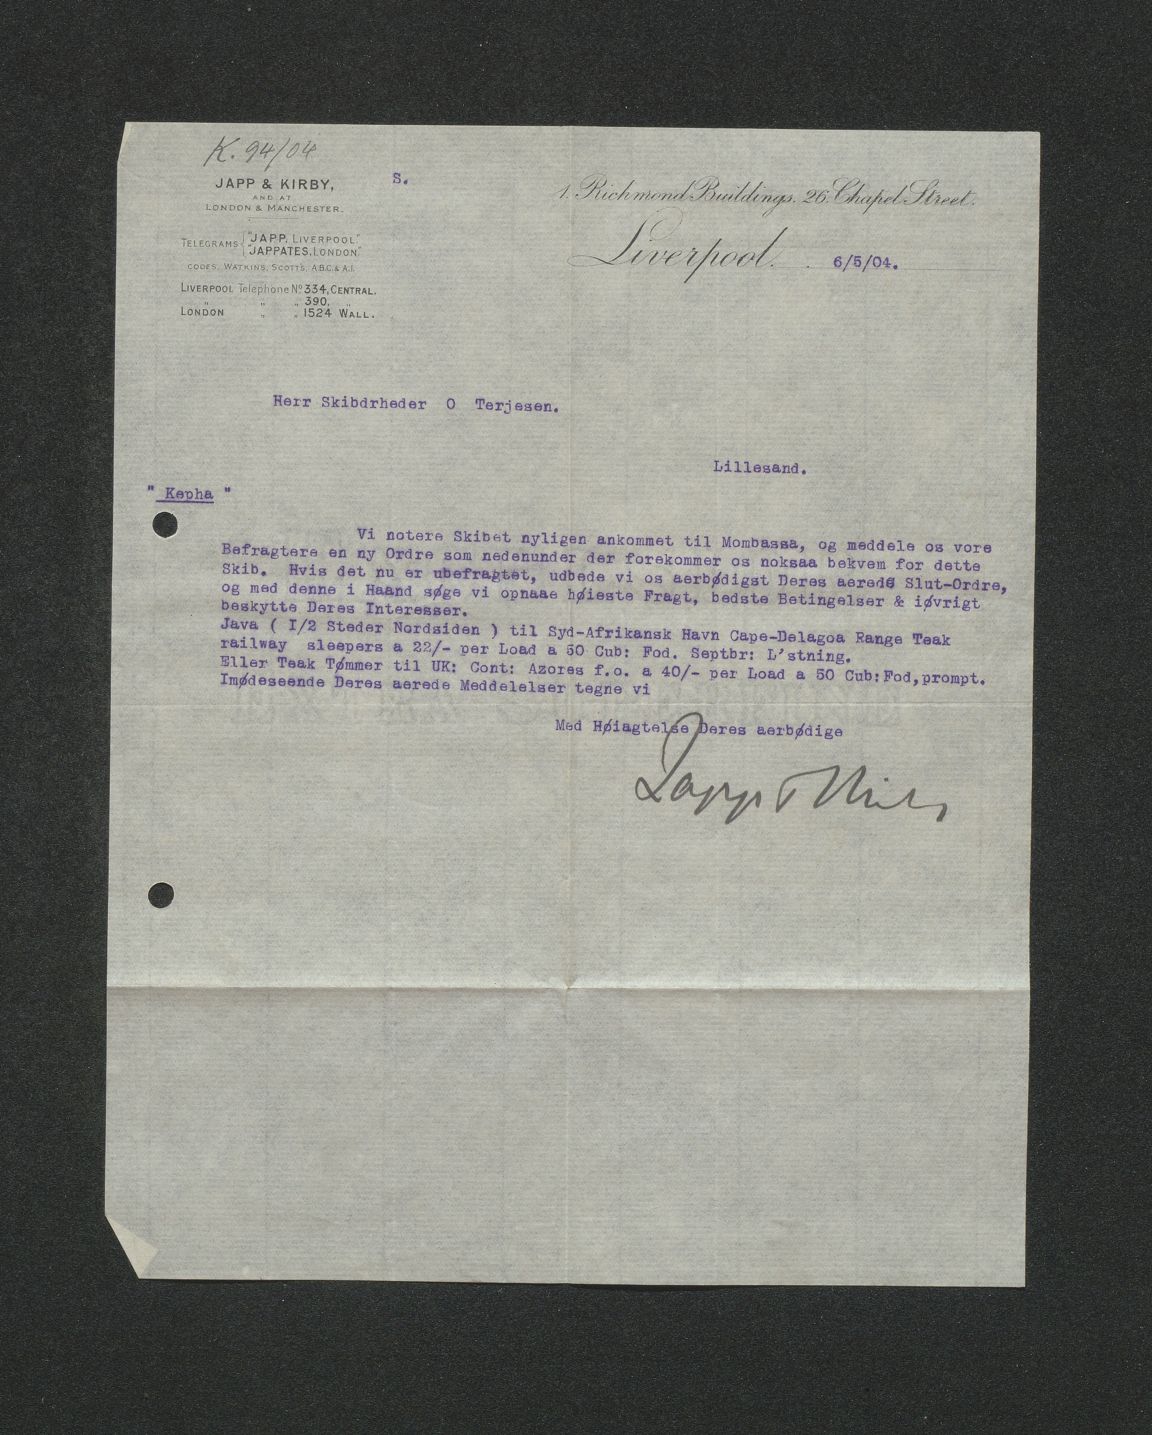 K. 94/04
JAPP & KIRBY,
AND AT
LONDON & MANCHESTER.
S.
1. Richmond Buildings. 26. Chapel Street.
TELEGRAMS "JAPP, LIVERPOOL."
"JAPPATES, LONDON."
Liverpool. 6/5/04.
CODES, WATKINS, SCOTTS, A.B.C. & A.I.
LIVERPOOL Telephone No 334, CENTRAL.
" " " 390, "
LONDON " " 1524 WALL.
Herr Skibdrheder O Terjesen.
Lillesand.
" Kepha "
Vi notere Skibet nyligen ankommet til Mombassa, og meddele os vore
Befragtere en ny Ordre som nedenunder der forekommer os noksaa bekvem for dette
Skib. Hvis det nu er ubefragtet, udbede vi os aerbødigst Deres aerede Slut-Ordre,
og med denne i Haand søge vi opnaae høieste Fragt, bedste Betingelser & iøvrigt
beskytte Deres Interesser.
Java ( I/2 Steder Nordsiden ) til Syd-Afrikansk Havn Cape-Delagoa Range Teak
railway sleepers a 22/- per Load a 50 Cub: Fod. Septbr: L'stning.
Eller Teak Tømmer til UK: Cont: Azores f.o. a 40/- per Load a 50 Cub:Fod,prompt.
Imødeseende Deres aerede Meddelelser tegne vi
Med Høiagtelse Deres aerbødige
Japp & Kirby